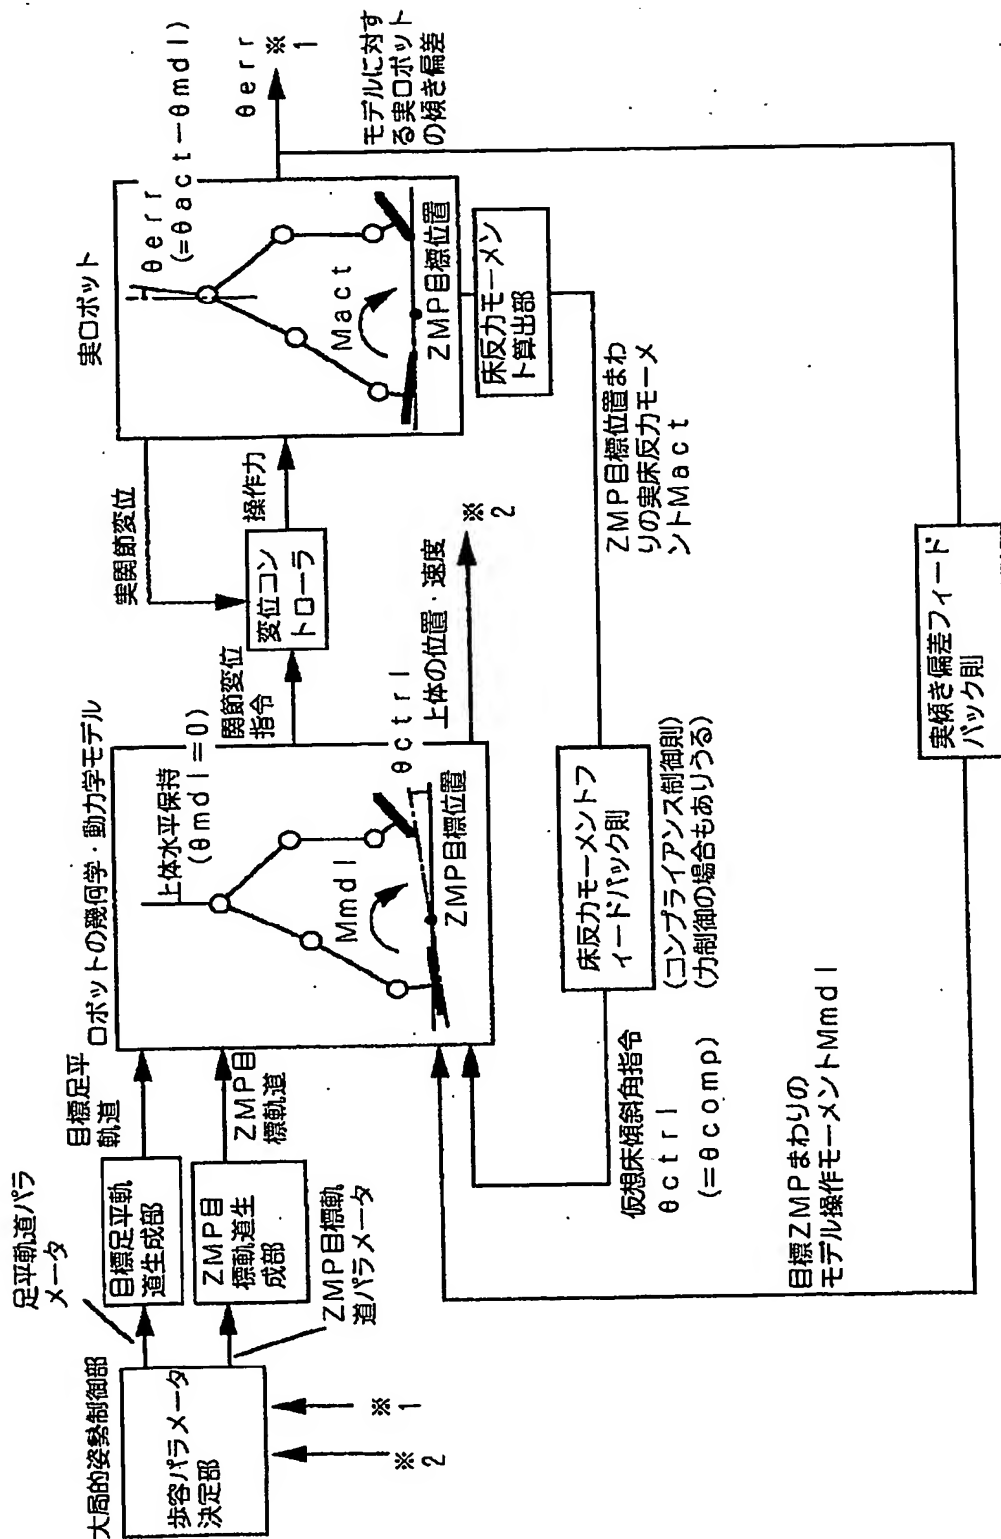 大局的姿勢制御部
歩容パラメータ
決定部
※
1
※
2
足平軌道パラ
メータ
ZMP目標軌
道パラメータ
目標足平軌
道生成部
ZMP目
標軌道生
成部
目標足平
軌道
ZMP目
標軌道
ロボットの幾何学・動力学モデル
上体水平保持
(θmdl=0)
Mmdl
θctrl
ZMP目標位置
関節変位
指令
上体の位置・速度
※
2
実関節変位
変位コン
トローラ
操作力
実ロボット
θerr
(=θact-θmdl)
Mact
ZMP目標位置
θerr
※
1
モデルに対す
る実ロボット
の傾き偏差
床反力モーメン
ト算出部
ZMP目標位置まわ
りの実床反力モーメ
ントMact
床反力モーメントフ
ィードバック則
(コンプライアンス制御則)
(力制御の場合もありうる)
仮想床傾斜角指令
θctrl
(=θcomp)
目標ZMPまわりの
モデル操作モーメントMmdl
実傾き偏差フィード
バック則